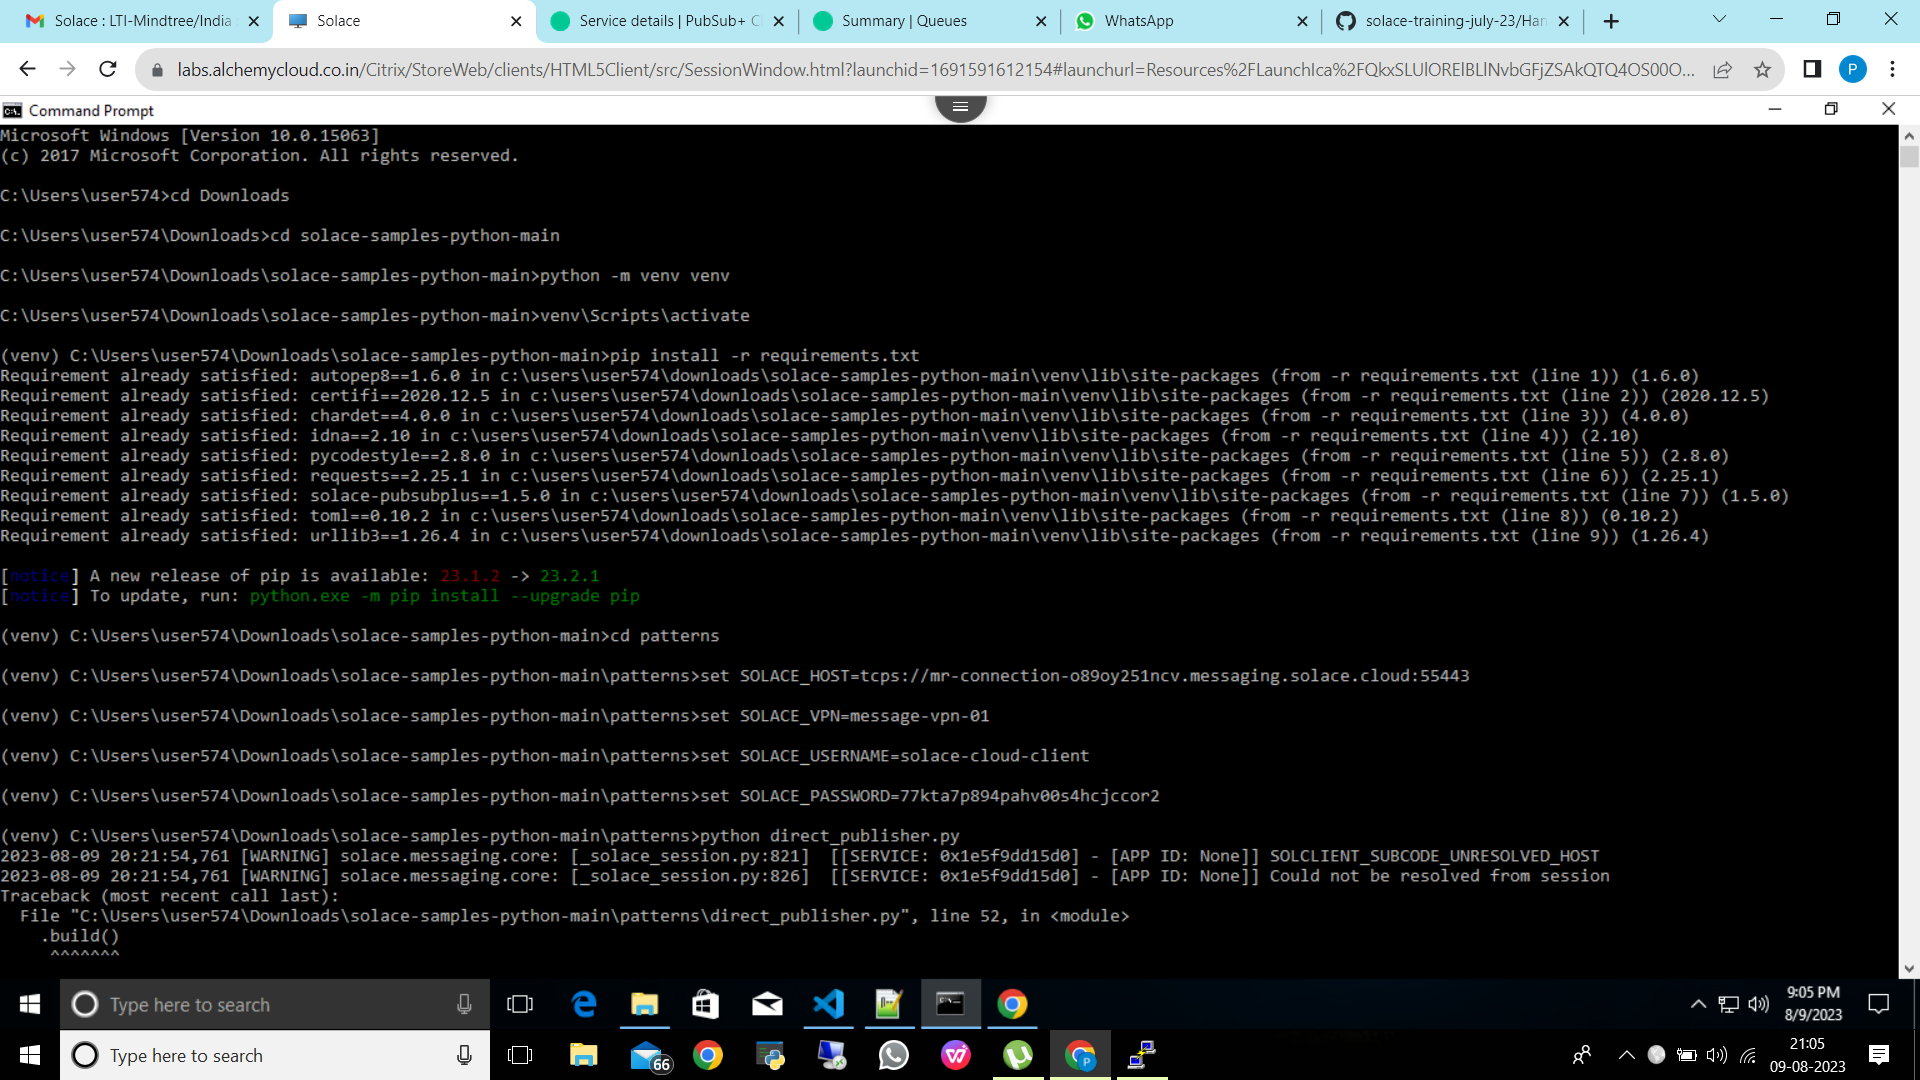 Solace : LTI-Mindtree/India
Solace
Service details | PubSub+ C
Summary | Queues
WhatsApp
solace-training-july-23/Han
labs.alchemycloud.co.in/Citrix/StoreWeb/clients/HTML5Client/src/SessionWindow.html?launchid=1691591612154#launchurl=Resources%2FLaunchIca%2FQkxSLUlORElBLlNvbGFjZSAkQTQ4OS00O...
P
Command Prompt
Microsoft Windows [Version 10.0.15063]
(c) 2017 Microsoft Corporation. All rights reserved.
C:\Users\user574>cd Downloads
C:\Users\user574\Downloads>cd solace-samples-python-main
C:\Users\user574\Downloads\solace-samples-python-main>python -m venv venv
C:\Users\user574\Downloads\solace-samples-python-main>venv\Scripts\activate
(venv) C:\Users\user574\Downloads\solace-samples-python-main>pip install -r requirements.txt
Requirement already satisfied: autopep8==1.6.0 in c:\users\user574\downloads\solace-samples-python-main\venv\lib\site-packages (from -r requirements.txt (line 1)) (1.6.0)
Requirement already satisfied: certifi==2020.12.5 in c:\users\user574\downloads\solace-samples-python-main\venv\lib\site-packages (from -r requirements.txt (line 2)) (2020.12.5)
Requirement already satisfied: chardet==4.0.0 in c:\users\user574\downloads\solace-samples-python-main\venv\lib\site-packages (from -r requirements.txt (line 3)) (4.0.0)
Requirement already satisfied: idna==2.10 in c:\users\user574\downloads\solace-samples-python-main\venv\lib\site-packages (from -r requirements.txt (line 4)) (2.10)
Requirement already satisfied: pycodestyle==2.8.0 in c:\users\user574\downloads\solace-samples-python-main\venv\lib\site-packages (from -r requirements.txt (line 5)) (2.8.0)
Requirement already satisfied: requests==2.25.1 in c:\users\user574\downloads\solace-samples-python-main\venv\lib\site-packages (from -r requirements.txt (line 6)) (2.25.1)
Requirement already satisfied: solace-pubsubplus==1.5.0 in c:\users\user574\downloads\solace-samples-python-main\venv\lib\site-packages (from -r requirements.txt (line 7)) (1.5.0)
Requirement already satisfied: toml==0.10.2 in c:\users\user574\downloads\solace-samples-python-main\venv\lib\site-packages (from -r requirements.txt (line 8)) (0.10.2)
Requirement already satisfied: urllib3==1.26.4 in c:\users\user574\downloads\solace-samples-python-main\venv\lib\site-packages (from -r requirements.txt (line 9)) (1.26.4)
[notice] A new release of pip is available: 23.1.2 -> 23.2.1
[notice] To update, run: python.exe -m pip install --upgrade pip
(venv) C:\Users\user574\Downloads\solace-samples-python-main>cd patterns
(venv) C:\Users\user574\Downloads\solace-samples-python-main\patterns>set SOLACE_HOST=tcps://mr-connection-o89oy251ncv.messaging.solace.cloud:55443
(venv) C:\Users\user574\Downloads\solace-samples-python-main\patterns>set SOLACE_VPN=message-vpn-01
(venv) C:\Users\user574\Downloads\solace-samples-python-main\patterns>set SOLACE_USERNAME=solace-cloud-client
(venv) C:\Users\user574\Downloads\solace-samples-python-main\patterns>set SOLACE_PASSWORD=77kta7p894pahv00s4hcjccor2
(venv) C:\Users\user574\Downloads\solace-samples-python-main\patterns>python direct_publisher.py
2023-08-09 20:21:54,761 [WARNING] solace.messaging.core: [_solace_session.py:821]  [[SERVICE: 0x1e5f9dd15d0] - [APP ID: None]] SOLCLIENT_SUBCODE_UNRESOLVED_HOST
2023-08-09 20:21:54,761 [WARNING] solace.messaging.core: [_solace_session.py:826]  [[SERVICE: 0x1e5f9dd15d0] - [APP ID: None]] Could not be resolved from session
Traceback (most recent call last):
  File "C:\Users\user574\Downloads\solace-samples-python-main\patterns\direct_publisher.py", line 52, in <module>
    .build()
     ^^^^^^^
Type here to search
9:05 PM
8/9/2023
Type here to search
66
P
21:05
09-08-2023